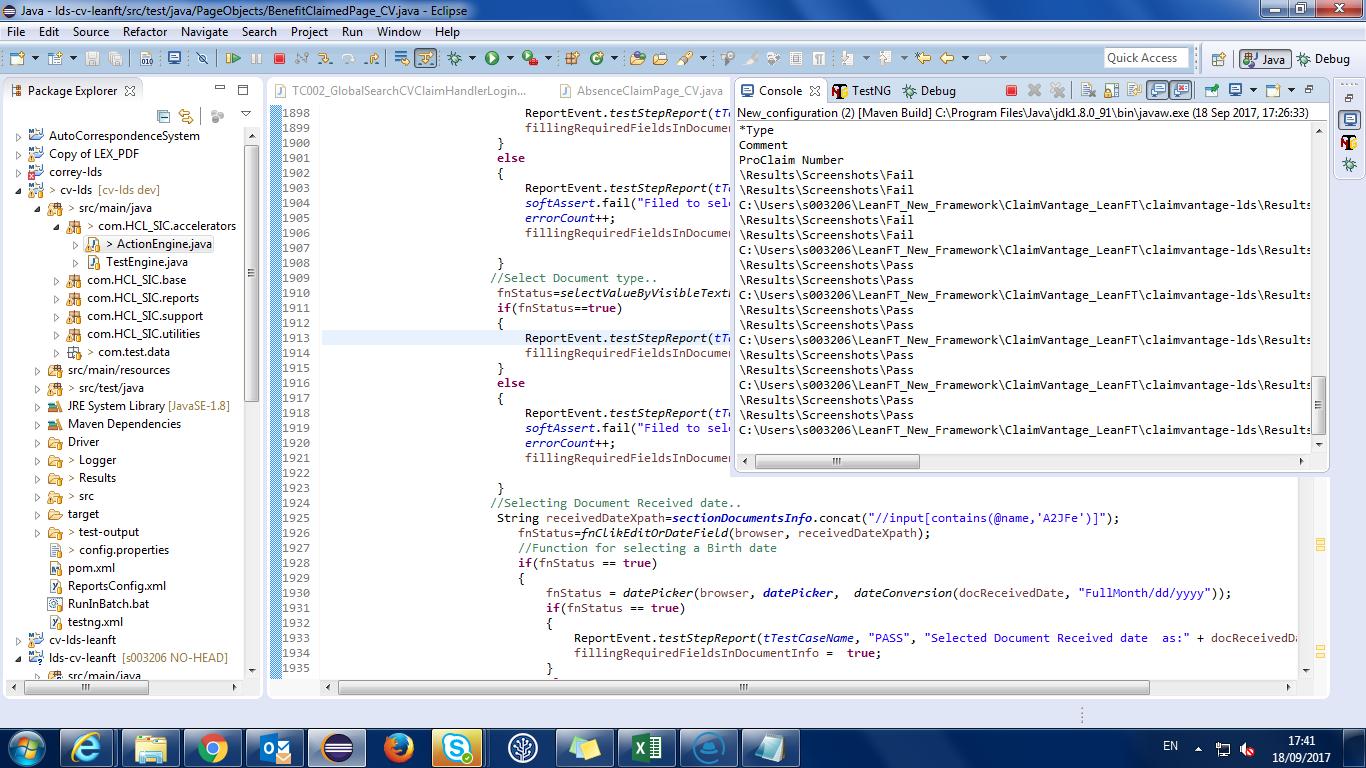 Java - lds-cv-leanft/src/test/java/PageObjects/BenefitClaimedPage_CV.java - Eclipse
File Edit Source Refactor Navigate Search Project Run Window Help
Quick Access
Java
Debug
Package Explorer
AutoCorrespondenceSystem
Copy of LEX_PDF
correy-lds
> cv-lds [cv-lds dev]
> src/main/java
> com.HCL_SIC.accelerators
> ActionEngine.java
TestEngine.java
com.HCL_SIC.base
com.HCL_SIC.reports
com.HCL_SIC.support
com.HCL_SIC.utilities
> com.test.data
src/main/resources
> src/test/java
JRE System Library [JavaSE-1.8]
Maven Dependencies
Driver
> Logger
> Results
> src
target
> test-output
> config.properties
pom.xml
ReportsConfig.xml
RunInBatch.bat
testng.xml
cv-lds-leanft
lds-cv-leanft [s003206 NO-HEAD]
src/main/java
TC002_GlobalSearchCVClaimHandlerLogin...
AbsenceClaimPage_CV.java
1898 ReportEvent.testStepReport(tT
1899 fillingRequiredFieldsInDocum
1900 }
1901 else
1902 {
1903 ReportEvent.testStepReport(tT
1904 softAssert.fail("Filed to sel
1905 errorCount++;
1906 fillingRequiredFieldsInDocum
1907
1908 }
1909 //Select Document type..
1910 fnStatus=selectValueByVisibleText
1911 if(fnStatus==true)
1912 {
1913 ReportEvent.testStepReport(tT
1914 fillingRequiredFieldsInDocum
1915 }
1916 else
1917 {
1918 ReportEvent.testStepReport(tT
1919 softAssert.fail("Filed to sel
1920 errorCount++;
1921 fillingRequiredFieldsInDocum
1922
1923 }
1924 //Selecting Document Received date..
1925 String receivedDateXpath=sectionDocumentsInfo.concat("//input[contains(@name,'A2JFe')]");
1926 fnStatus=fnClikEditOrDateField(browser, receivedDateXpath);
1927 //Function for selecting a Birth date
1928 if(fnStatus == true)
1929 {
1930 fnStatus = datePicker(browser, datePicker, dateConversion(docReceivedDate, "FullMonth/dd/yyyy"));
1931 if(fnStatus == true)
1932 {
1933 ReportEvent.testStepReport(tTestCaseName, "PASS", "Selected Document Received date as:" + docReceivedDa
1934 fillingRequiredFieldsInDocumentInfo = true;
1935 }
Console
TestNG
Debug
New_configuration (2) [Maven Build] C:\Program Files\Java\jdk1.8.0_91\bin\javaw.exe (18 Sep 2017, 17:26:33)
*Type
Comment
ProClaim Number
\Results\Screenshots\Fail
\Results\Screenshots\Fail
C:\Users\s003206\LeanFT_New_Framework\ClaimVantage_LeanFT\claimvantage-lds\Results
\Results\Screenshots\Fail
\Results\Screenshots\Fail
C:\Users\s003206\LeanFT_New_Framework\ClaimVantage_LeanFT\claimvantage-lds\Results
\Results\Screenshots\Pass
\Results\Screenshots\Pass
C:\Users\s003206\LeanFT_New_Framework\ClaimVantage_LeanFT\claimvantage-lds\Results
\Results\Screenshots\Pass
\Results\Screenshots\Pass
C:\Users\s003206\LeanFT_New_Framework\ClaimVantage_LeanFT\claimvantage-lds\Results
\Results\Screenshots\Pass
\Results\Screenshots\Pass
C:\Users\s003206\LeanFT_New_Framework\ClaimVantage_LeanFT\claimvantage-lds\Results
\Results\Screenshots\Pass
\Results\Screenshots\Pass
C:\Users\s003206\LeanFT_New_Framework\ClaimVantage_LeanFT\claimvantage-lds\Results
EN
17:41
18/09/2017